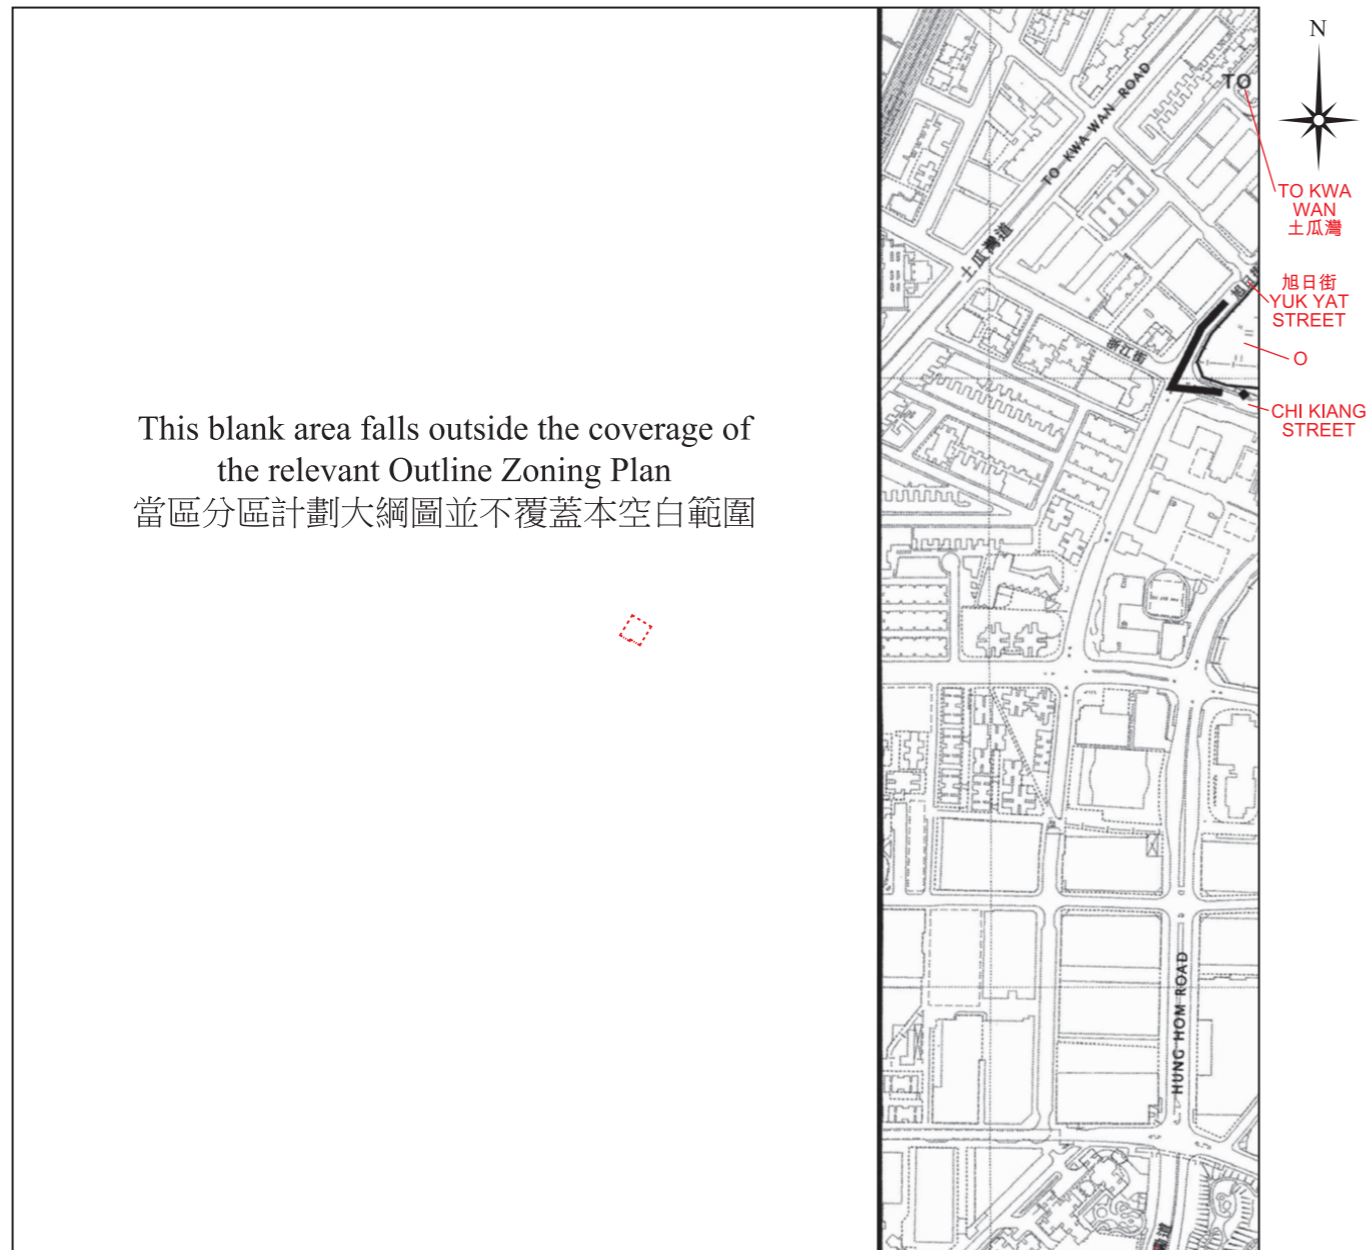 N
TO
TO KWA WAN ROAD
土瓜灣道
TO KWA
WAN
土瓜灣
旭日街
YUK YAT
STREET
O
浙江街
CHI KIANG
STREET
This blank area falls outside the coverage of
the relevant Outline Zoning Plan
當區分區計劃大綱圖並不覆蓋本空白範圍
HUNG HOM ROAD